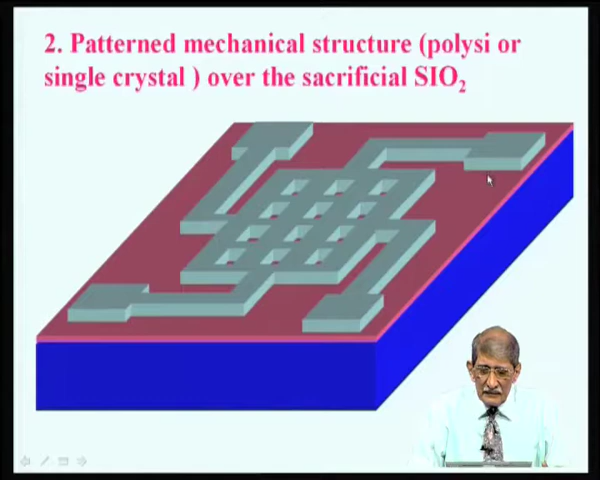 2. Patterned mechanical structure (polysi or
single crystal ) over the sacrificial SIO₂